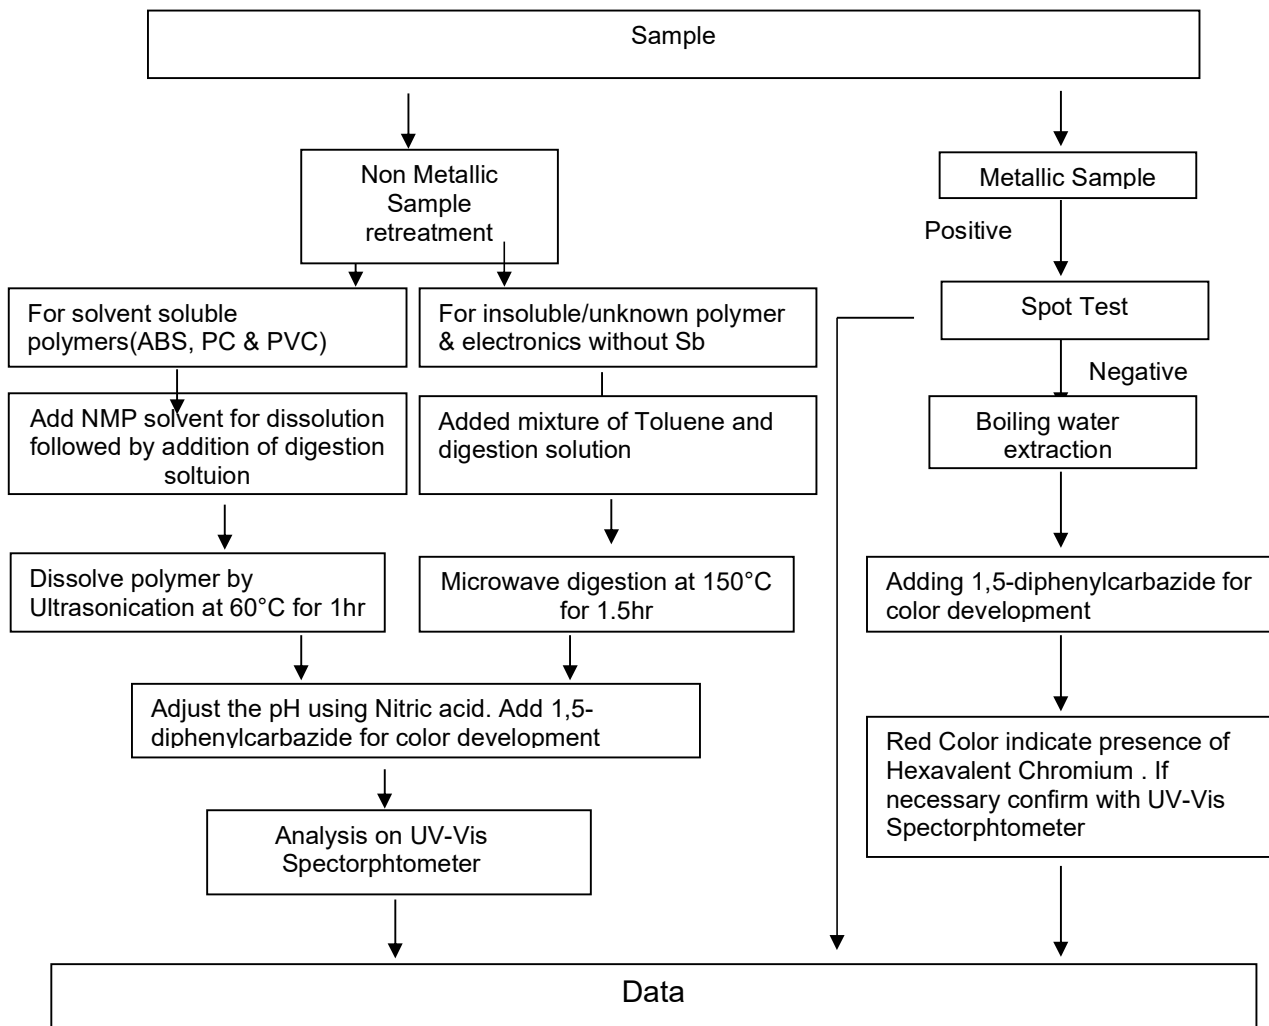 Sample
Non Metallic
Sample
retreatment
Metallic Sample
Positive
For solvent soluble
polymers(ABS, PC & PVC)
For insoluble/unknown polymer
& electronics without Sb
Spot Test
Negative
Add NMP solvent for dissolution
followed by addition of digestion
soltuion
Added mixture of Toluene and
digestion solution
Boiling water
extraction
Dissolve polymer by
Ultrasonication at 60°C for 1hr
Microwave digestion at 150°C
for 1.5hr
Adding 1,5-diphenylcarbazide for
color development
Adjust the pH using Nitric acid. Add 1,5-
diphenylcarbazide for color development
Red Color indicate presence of
Hexavalent Chromium . If
necessary confirm with UV-Vis
Spectorphtometer
Analysis on UV-Vis
Spectorphtometer
Data